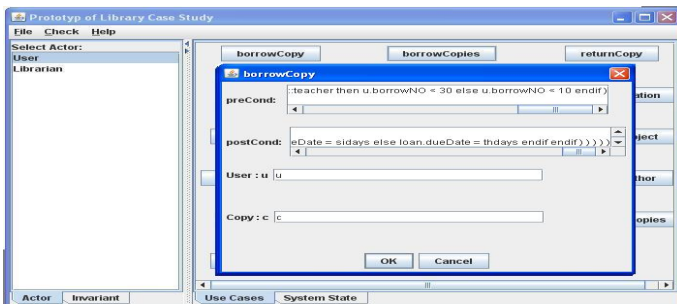 Prototyp of Library Case Study
File Check Help
Select Actor:
User
Librarian
borrowCopy
borrowCopies
returnCopy
borrowCopy
preCond:
::teacher then u.borrowNO < 30 else u.borrowNO < 10 endif)
ation
postCond:
eDate = sidays else loan.dueDate = thdays endif endif) ) ) ) )
ject
User : u
u
thor
Copy : c
c
opies
OK
Cancel
Actor
Invariant
Use Cases
System State